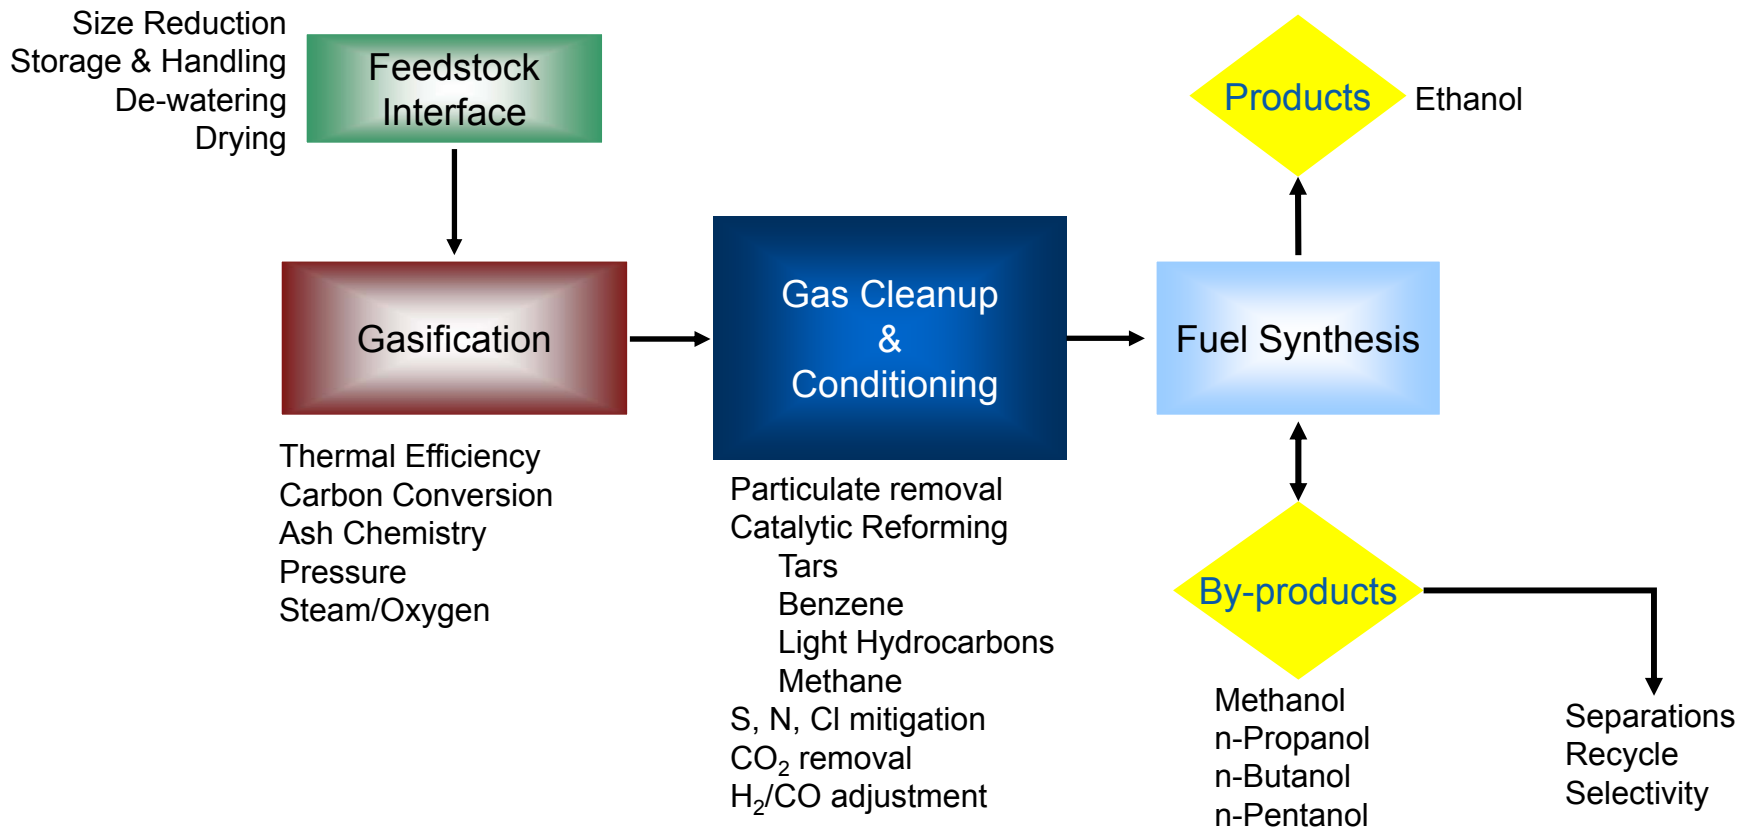 Size Reduction
Storage & Handling
De-watering
Drying
Feedstock
Interface
Products
Ethanol
Gasification
Gas Cleanup
&
Conditioning
Fuel Synthesis
Thermal Efficiency
Carbon Conversion
Ash Chemistry
Pressure
Steam/Oxygen
Particulate removal
Catalytic Reforming
Tars
Benzene
Light Hydrocarbons
Methane
S, N, Cl mitigation
CO₂ removal
H₂/CO adjustment
By-products
Methanol
n-Propanol
n-Butanol
n-Pentanol
Separations
Recycle
Selectivity